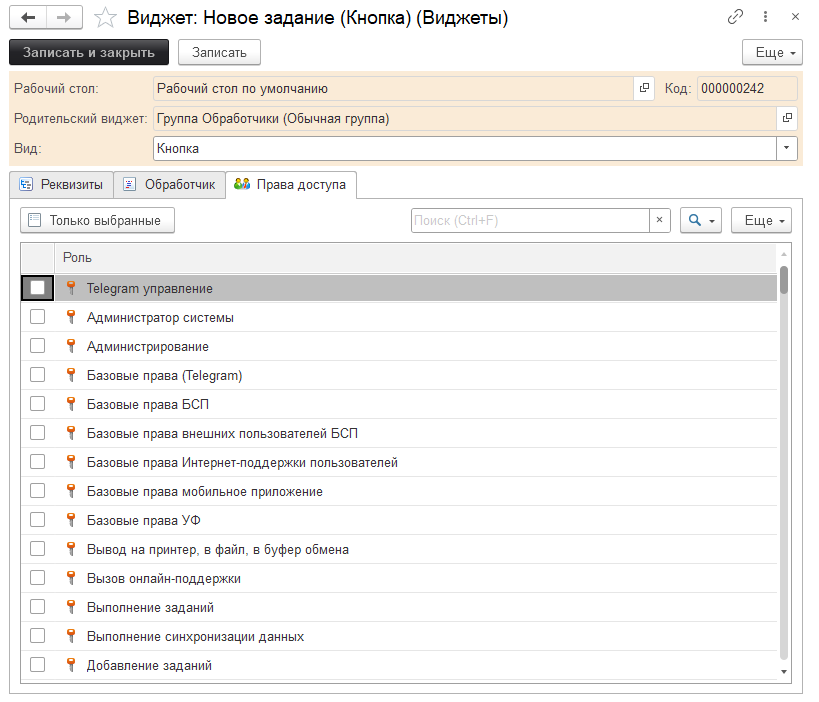 Виджет: Новое задание (Кнопка) (Виджеты)
Записать и закрыть Записать Еще
Рабочий стол: Рабочий стол по умолчанию Код: 000000242
Родительский виджет: Группа Обработчики (Обычная группа)
Вид: Кнопка
Реквизиты Обработчик Права доступа
Только выбранные Поиск (Ctrl+F) × Еще
Роль
Telegram управление
Администратор системы
Администрирование
Базовые права (Telegram)
Базовые права БСП
Базовые права внешних пользователей БСП
Базовые права Интернет-поддержки пользователей
Базовые права мобильное приложение
Базовые права УФ
Вывод на принтер, в файл, в буфер обмена
Вызов онлайн-поддержки
Выполнение заданий
Выполнение синхронизации данных
Добавление заданий